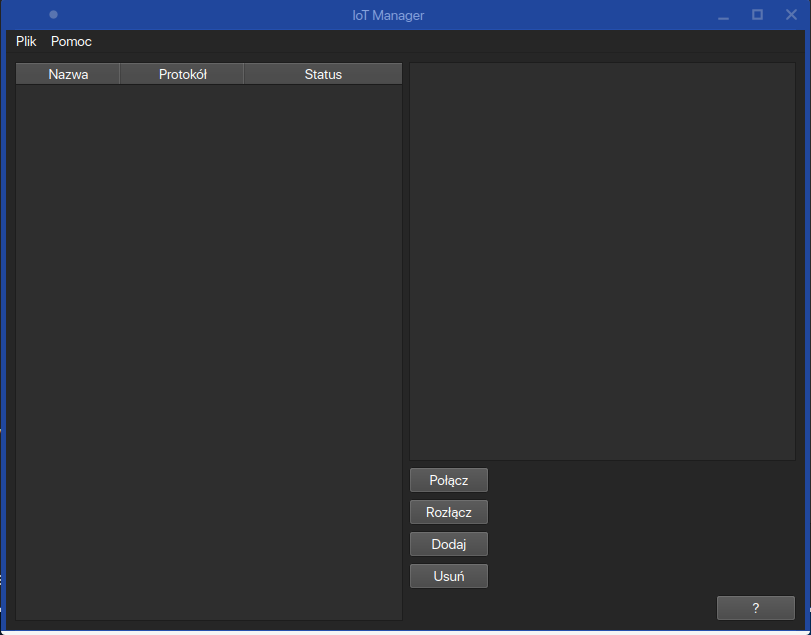 IoT Manager
Plik Pomoc
Nazwa Protokół Status
Połącz
Rozłącz
Dodaj
Usuń
?